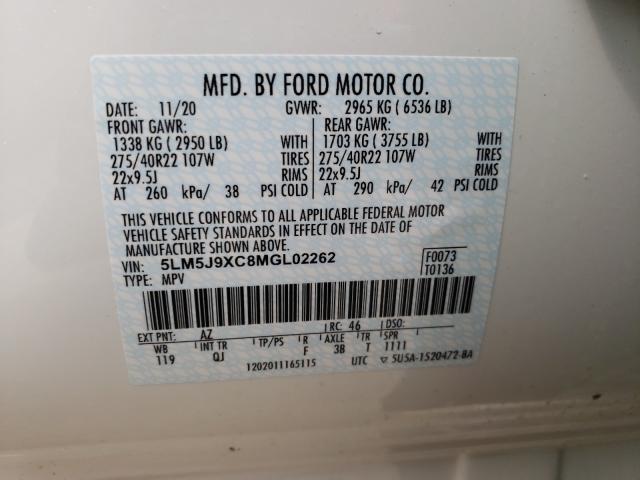 MFD. BY FORD MOTOR CO.
DATE: 11/20 GVWR: 2965 KG ( 6536 LB)
FRONT GAWR: REAR GAWR:
1338 KG ( 2950 LB) WITH 1703 KG ( 3755 LB) WITH
275/40R22 107W TIRES 275/40R22 107W TIRES
22x9.5J RIMS 22x9.5J RIMS
AT 260 kPa/ 38 PSI COLD AT 290 kPa/ 42 PSI COLD
THIS VEHICLE CONFORMS TO ALL APPLICABLE FEDERAL MOTOR
VEHICLE SAFETY STANDARDS IN EFFECT ON THE DATE OF
MANUFACTURE SHOWN ABOVE.
VIN: 5LM5J9XC8MGL02262 F0073
TYPE: MPV T0136
EXT PNT: AZ RC: 46 DSO:
WB INT TR TP/PS R AXLE TR SPR
119 QJ F 38 T 1111
1202011165115 UTC ▽ 5U5A-1520472-BA